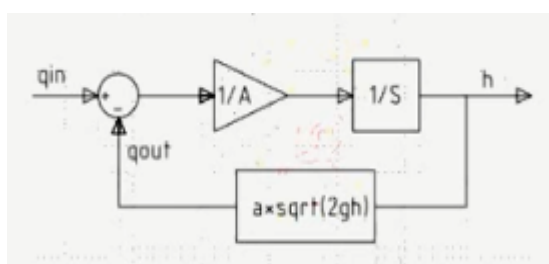 qin
+
-
1/A
1/S
h
qout
a*sqrt(2gh)